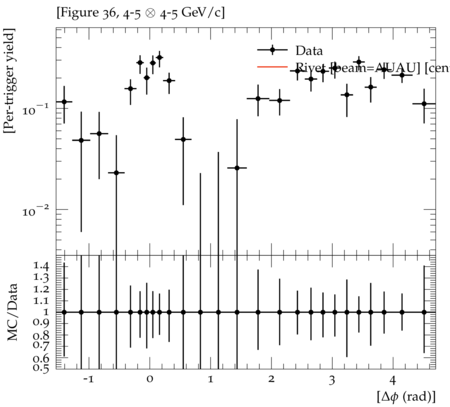 [Figure 36, 4-5 ⊗ 4-5 GeV/c]
[Per-trigger yield]
Data
Rivet [beam=AUAU] [cen
10⁻¹
10⁻²
MC/Data
1.4
1.3
1.2
1.1
1
0.9
0.8
0.7
0.6
0.5
-1 0 1 2 3 4
[Δϕ (rad)]